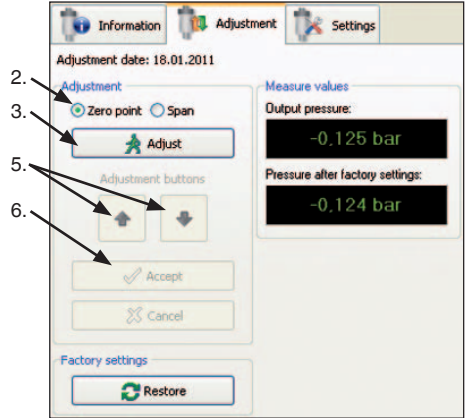 Information Adjustment Settings
Adjustment date: 18.01.2011
Adjustment
2.
Zero point Span
3.
Adjust
5.
Adjustment buttons
6.
Accept
Cancel
Factory settings
Restore
Measure values
Output pressure:
-0,125 bar
Pressure after factory settings:
-0,124 bar